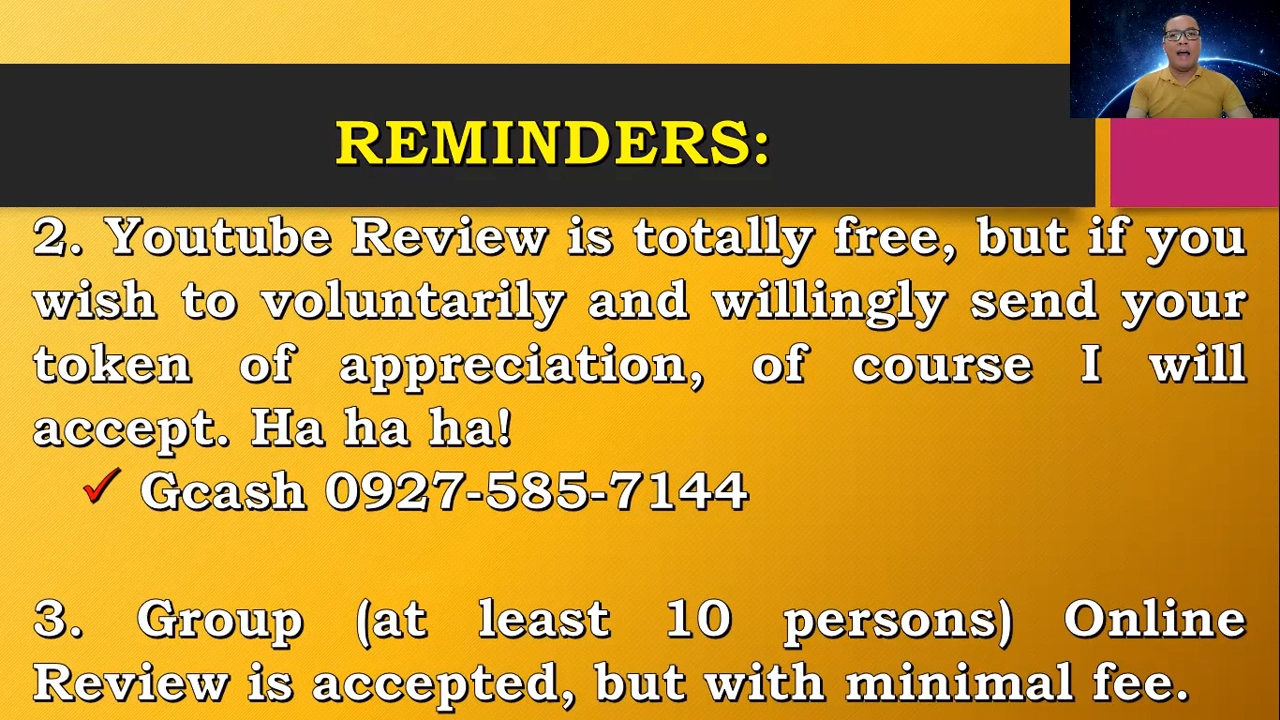 REMINDERS:
2. Youtube Review is totally free, but if you
wish to voluntarily and willingly send your
token of appreciation, of course I will
accept. Ha ha ha!
✓ Gcash 0927-585-7144
3. Group (at least 10 persons) Online
Review is accepted, but with minimal fee.